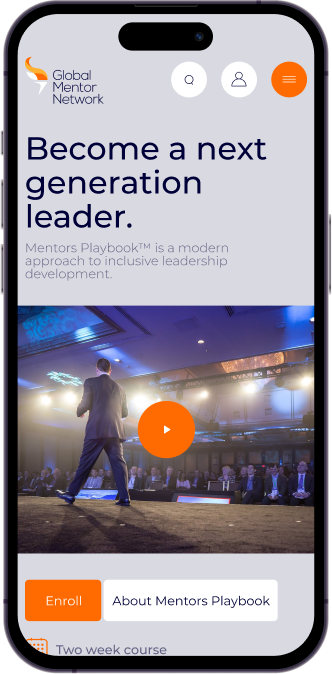 Global
Mentor
Network
Become a next
generation
leader.
Mentors Playbook™ is a modern
approach to inclusive leadership
development.
Enroll
About Mentors Playbook
Two week course